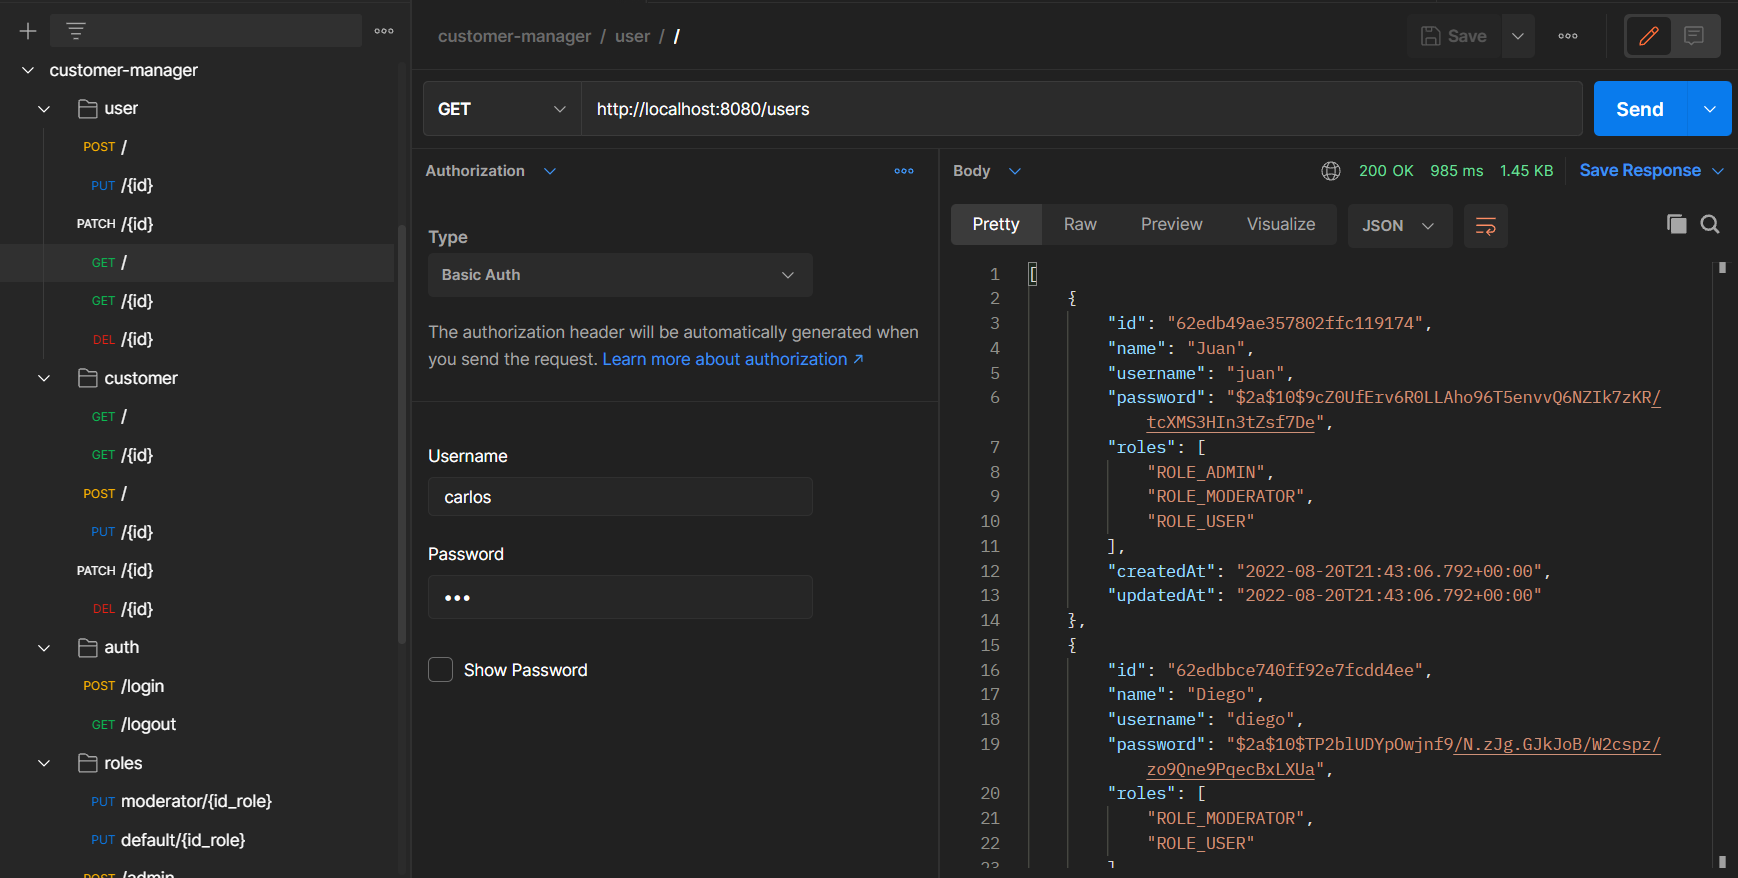 customer-manager
user
POST /
PUT /{id}
PATCH /{id}
GET /
GET /{id}
DEL /{id}
customer
GET /
GET /{id}
POST /
PUT /{id}
PATCH /{id}
DEL /{id}
auth
POST /login
GET /logout
roles
PUT moderator/{id_role}
PUT default/{id_role}
POST /admin
customer-manager / user / /
Save
GET http://localhost:8080/users
Send
Authorization
Type
Basic Auth
The authorization header will be automatically generated when
you send the request. Learn more about authorization ↗
Username
carlos
Password
•••
Show Password
Body
200 OK 985 ms 1.45 KB Save Response
Pretty Raw Preview Visualize JSON
1 [
2 {
3 "id": "62edb49ae357802ffc119174",
4 "name": "Juan",
5 "username": "juan",
6 "password": "$2a$10$9cZ0UfErv6R0LLAho96T5envvQ6NZIk7zKR/
tcXMS3HIn3tZsf7De",
7 "roles": [
8 "ROLE_ADMIN",
9 "ROLE_MODERATOR",
10 "ROLE_USER"
11 ],
12 "createdAt": "2022-08-20T21:43:06.792+00:00",
13 "updatedAt": "2022-08-20T21:43:06.792+00:00"
14 },
15 {
16 "id": "62edbbce740ff92e7fcdd4ee",
17 "name": "Diego",
18 "username": "diego",
19 "password": "$2a$10$TP2blUDYpOwjnf9/N.zJg.GJkJoB/W2cspz/
zo9Qne9PqecBxLXUa",
20 "roles": [
21 "ROLE_MODERATOR",
22 "ROLE_USER"
23 ]